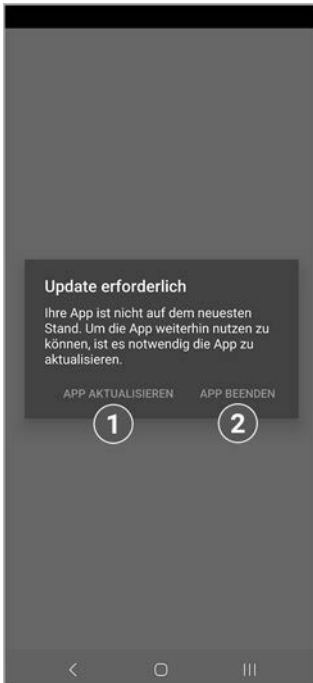 Update erforderlich
Ihre App ist nicht auf dem neuesten
Stand. Um die App weiterhin nutzen zu
können, ist es notwendig die App zu
aktualisieren.
APP AKTUALISIEREN APP BEENDEN
1 2